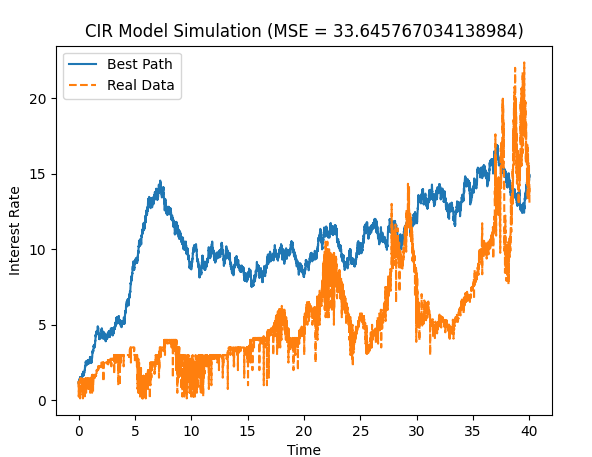 CIR Model Simulation (MSE = 33.645767034138984)
Best Path
Real Data
Interest Rate
20
15
10
5
0
0 5 10 15 20 25 30 35 40
Time